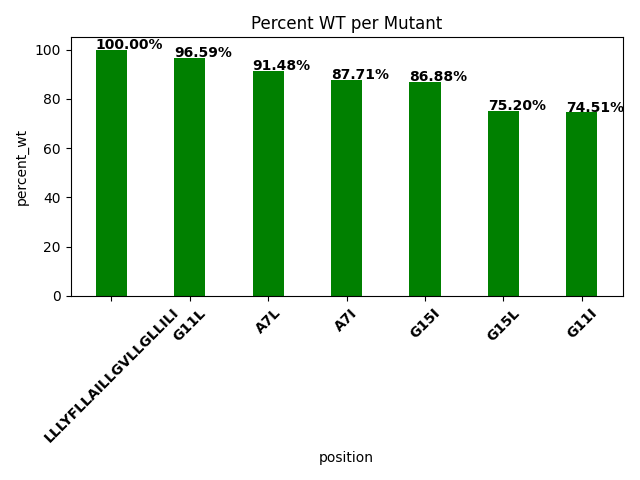 Percent WT per Mutant
100.00%
96.59%
91.48%
87.71%
86.88%
75.20%
74.51%
percent_wt
100
80
60
40
20
0
LLLYFLLAILLGVLLGLLILI
G11L
A7L
A7I
G15I
G15L
G11I
position